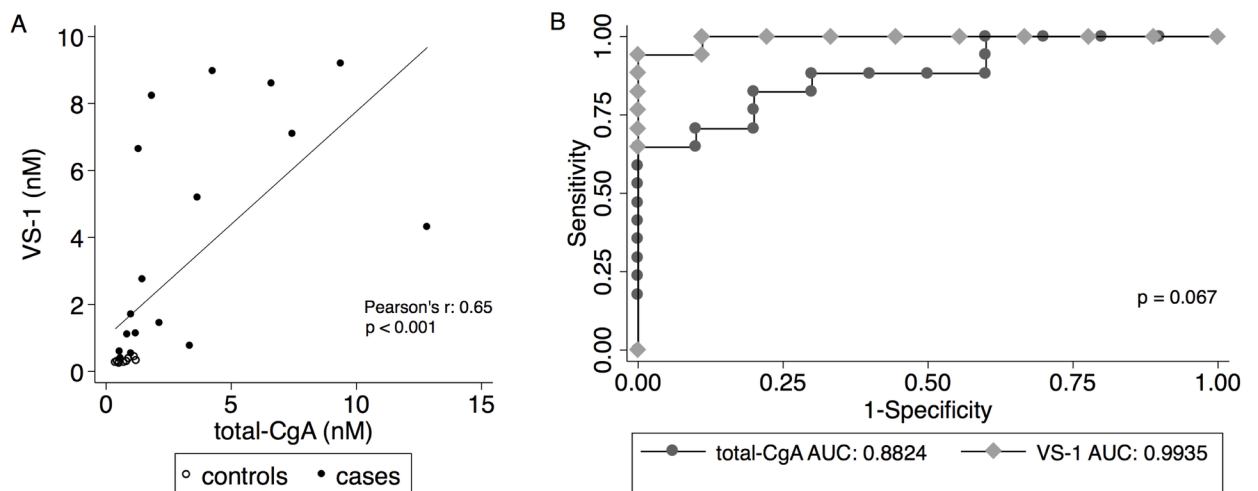 A
10
8
6
4
2
0
VS-1 (nM)
Pearson's r: 0.65
p < 0.001
0 5 10 15
total-CgA (nM)
controls cases
B
1.00
0.75
0.50
0.25
0.00
Sensitivity
p = 0.067
0.00 0.25 0.50 0.75 1.00
1-Specificity
total-CgA AUC: 0.8824 VS-1 AUC: 0.9935